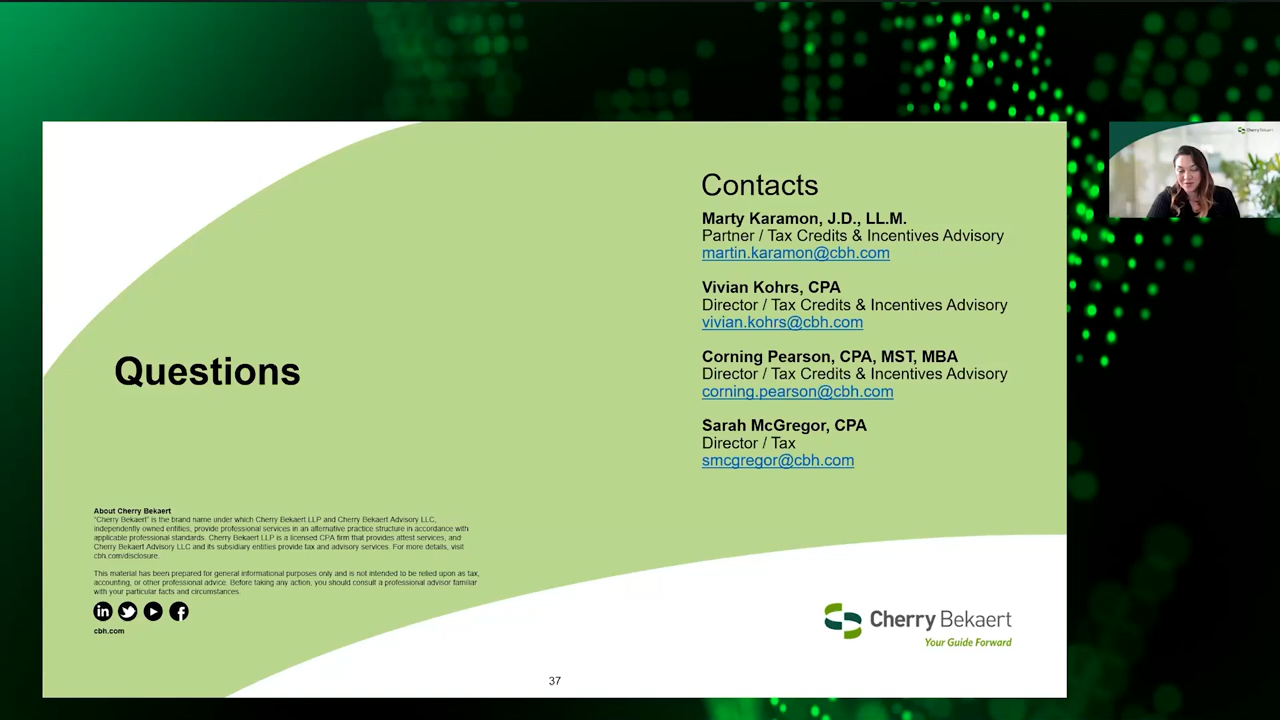 Questions
Contacts
Marty Karamon, J.D., LL.M.
Partner / Tax Credits & Incentives Advisory
martin.karamon@cbh.com
Vivian Kohrs, CPA
Director / Tax Credits & Incentives Advisory
vivian.kohrs@cbh.com
Corning Pearson, CPA, MST, MBA
Director / Tax Credits & Incentives Advisory
corning.pearson@cbh.com
Sarah McGregor, CPA
Director / Tax
smcgregor@cbh.com
About Cherry Bekaert
"Cherry Bekaert" is the brand name under which Cherry Bekaert LLP and Cherry Bekaert Advisory LLC,
independently owned entities, provide professional services in an alternative practice structure in accordance with
applicable professional standards. Cherry Bekaert LLP is a licensed CPA firm that provides attest services, and
Cherry Bekaert Advisory LLC and its subsidiary entities provide tax and advisory services. For more details, visit
cbh.com/disclosure.
This material has been prepared for general informational purposes only and is not intended to be relied upon as tax,
accounting, or other professional advice. Before taking any action, you should consult a professional advisor familiar
with your particular facts and circumstances.
cbh.com
Cherry Bekaert
Your Guide Forward
37
Cherry Bekaert